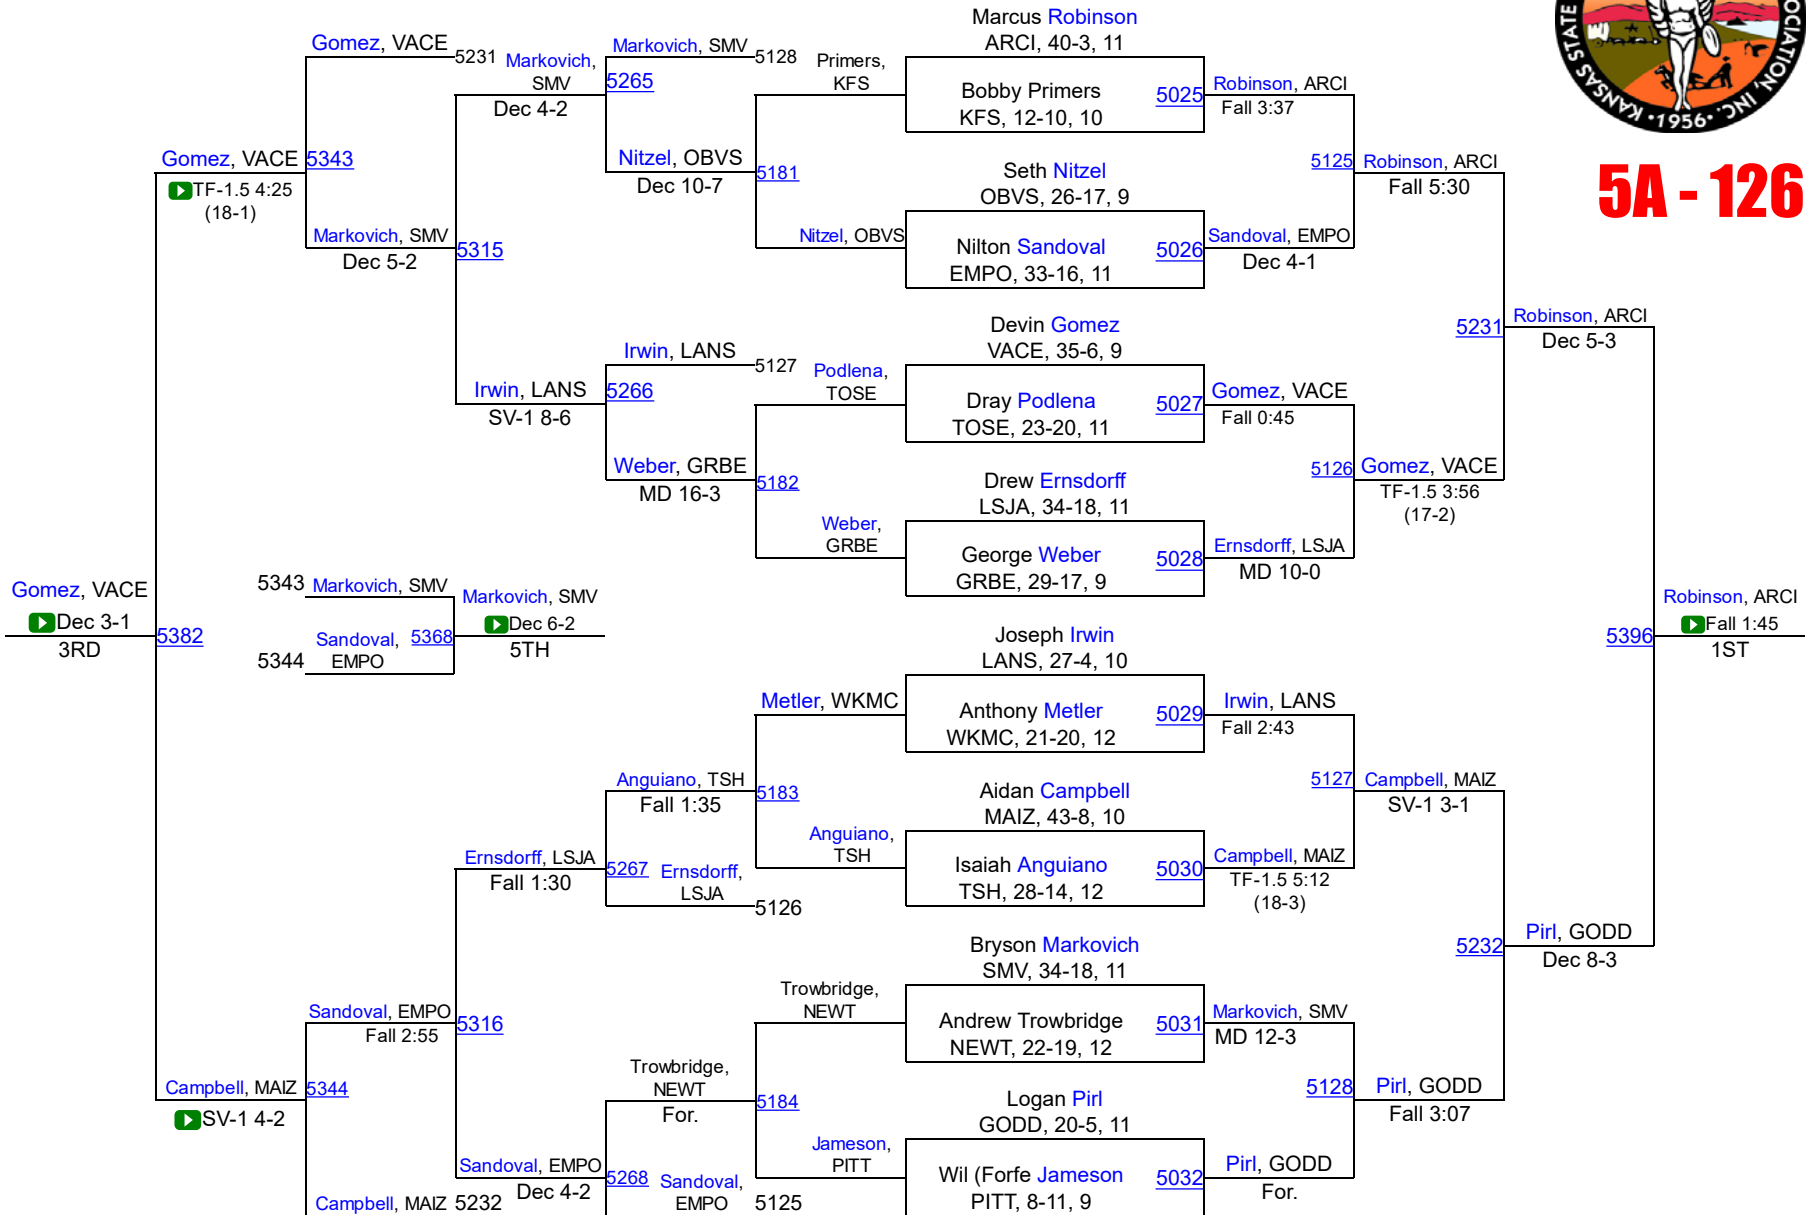 Marcus Robinson
ARCI, 40-3, 11
Bobby Primers
KFS, 12-10, 10
5025
Seth Nitzel
OBVS, 26-17, 9
Nilton Sandoval
EMPO, 33-16, 11
5026
Devin Gomez
VACE, 35-6, 9
Dray Podlena
TOSE, 23-20, 11
5027
Drew Ernsdorff
LSJA, 34-18, 11
George Weber
GRBE, 29-17, 9
5028
Joseph Irwin
LANS, 27-4, 10
Anthony Metler
WKMC, 21-20, 12
5029
Aidan Campbell
MAIZ, 43-8, 10
Isaiah Anguiano
TSH, 28-14, 12
5030
Bryson Markovich
SMV, 34-18, 11
Andrew Trowbridge
NEWT, 22-19, 12
5031
Logan Pirl
GODD, 20-5, 11
Wil (Forfe Jameson
PITT, 8-11, 9
5032
Robinson, ARCI
Fall 3:37
Sandoval, EMPO
Dec 4-1
Gomez, VACE
Fall 0:45
Ernsdorff, LSJA
MD 10-0
Irwin, LANS
Fall 2:43
Campbell, MAIZ
TF-1.5 5:12
(18-3)
Markovich, SMV
MD 12-3
Pirl, GODD
For.
5125
Robinson, ARCI
Fall 5:30
5126
Gomez, VACE
TF-1.5 3:56
(17-2)
5127
Campbell, MAIZ
SV-1 3-1
5128
Pirl, GODD
Fall 3:07
5231
Robinson, ARCI
Dec 5-3
5232
Pirl, GODD
Dec 8-3
5396
Robinson, ARCI
Fall 1:45
1ST
Primers,
KFS
Nitzel, OBVS
Podlena,
TOSE
Weber,
GRBE
Metler, WKMC
Anguiano,
TSH
Trowbridge,
NEWT
Jameson,
PITT
Markovich, SMV
5128
Nitzel, OBVS
Dec 10-7
5181
Irwin, LANS
5127
Weber, GRBE
MD 16-3
5182
Anguiano, TSH
Fall 1:35
5183
Ernsdorff,
LSJA
5126
Trowbridge,
NEWT
For.
5184
Sandoval,
EMPO
5125
Markovich,
SMV
Dec 4-2
5265
Irwin, LANS
SV-1 8-6
5266
Ernsdorff, LSJA
Fall 1:30
5267
Sandoval, EMPO
Dec 4-2
5268
Gomez, VACE
5231
Markovich, SMV
Dec 5-2
5315
Sandoval, EMPO
Fall 2:55
5316
Campbell, MAIZ
5232
Gomez, VACE
TF-1.5 4:25
(18-1)
5343
Campbell, MAIZ
SV-1 4-2
5344
5343
Markovich, SMV
5344
Sandoval,
EMPO
5368
Markovich, SMV
Dec 6-2
5TH
Gomez, VACE
Dec 3-1
3RD
5382
KANSAS STATE
INC.
•1956•
5A - 126